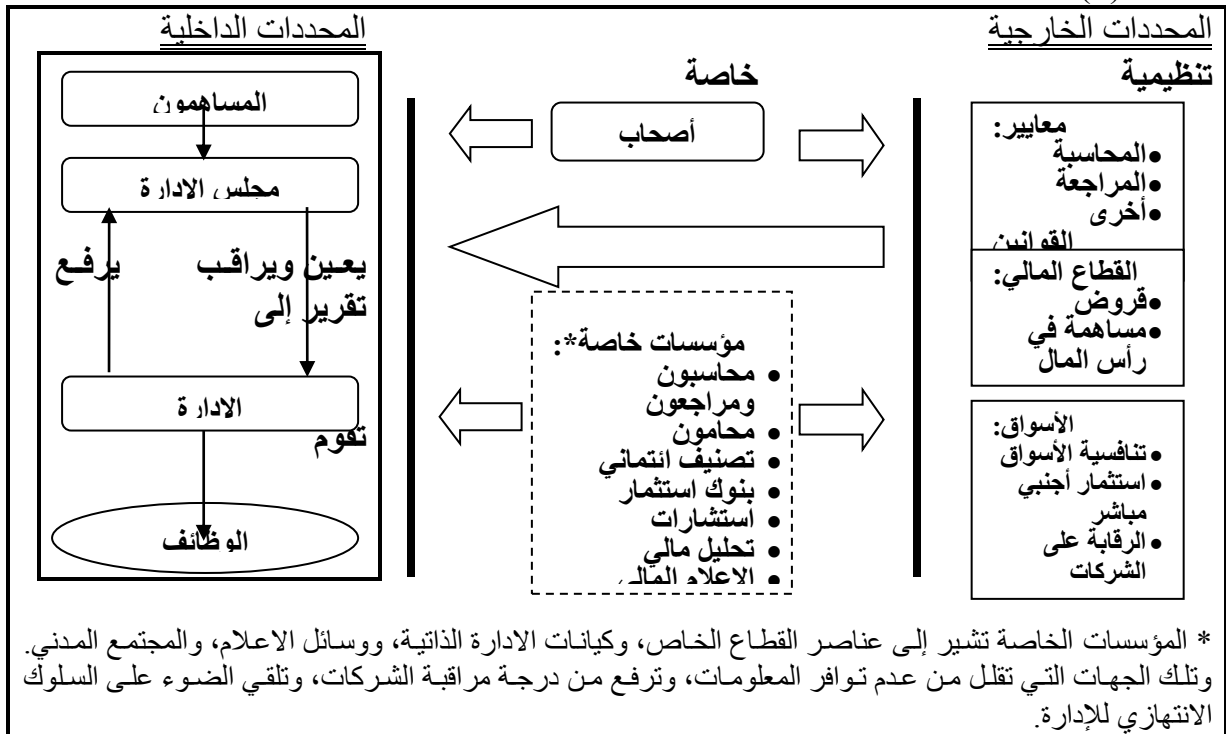 المحددات الخارجية
المحددات الداخلية
تنظيمية
خاصة
معايير:
●المحاسبة
●المراجعة
●أخرى
القوانين
القطاع المالي:
●قروض
●مساهمة في
رأس المال
الأسواق:
●تنافسية الأسواق
●استثمار أجنبي
مباشر
●الرقابة على
الشركات
أصحاب
مؤسسات خاصة*:
● محاسبون
ومراجعون
● محامون
● تصنيف ائتماني
● بنوك استثمار
● استشارات
● تحليل مالي
● الاعلام المالي
المساهمون
مجلس الادارة
يعين ويراقب يرفع
تقرير إلى
الادارة
تقوم
الوظائف
* المؤسسات الخاصة تشير إلى عناصر القطاع الخاص، وكيانات الادارة الذاتية، ووسائل الاعلام، والمجتمع المدني.
وتلك الجهات التي تقلل من عدم توافر المعلومات، وترفع من درجة مراقبة الشركات، وتلقي الضوء على السلوك
الانتهازي للإدارة.